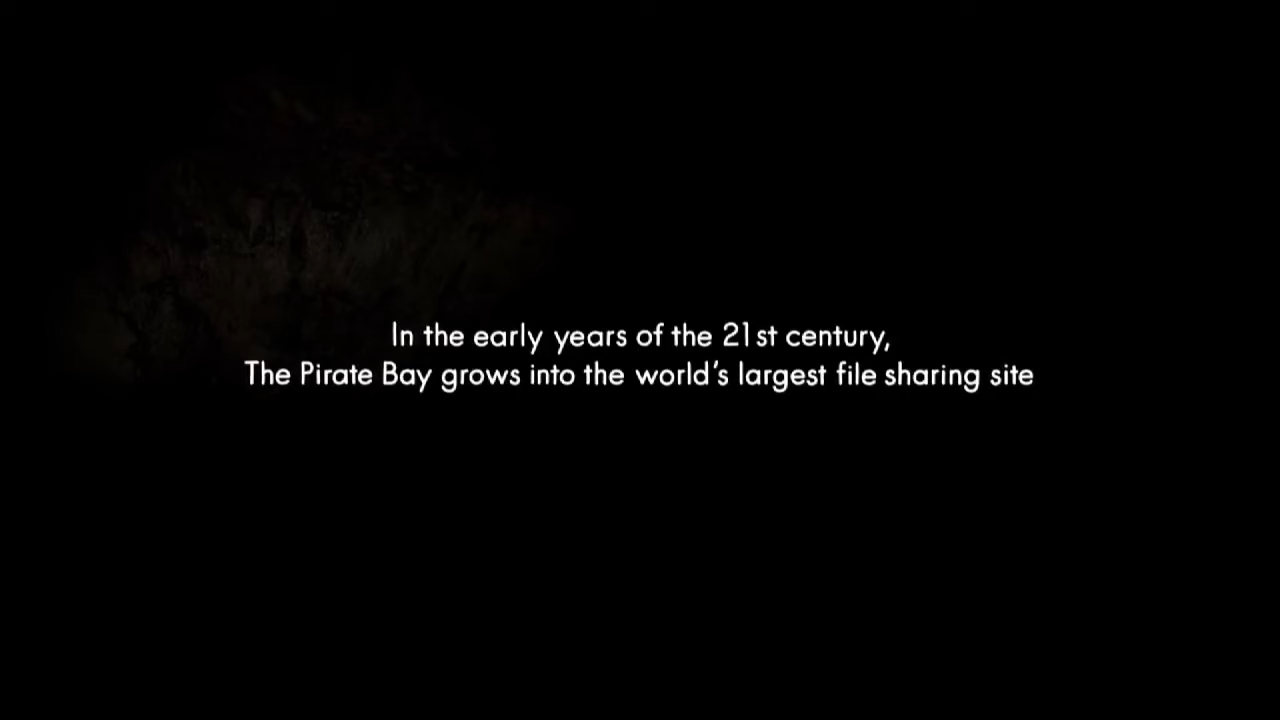 In the early years of the 21st century,
The Pirate Bay grows into the world's largest file sharing site